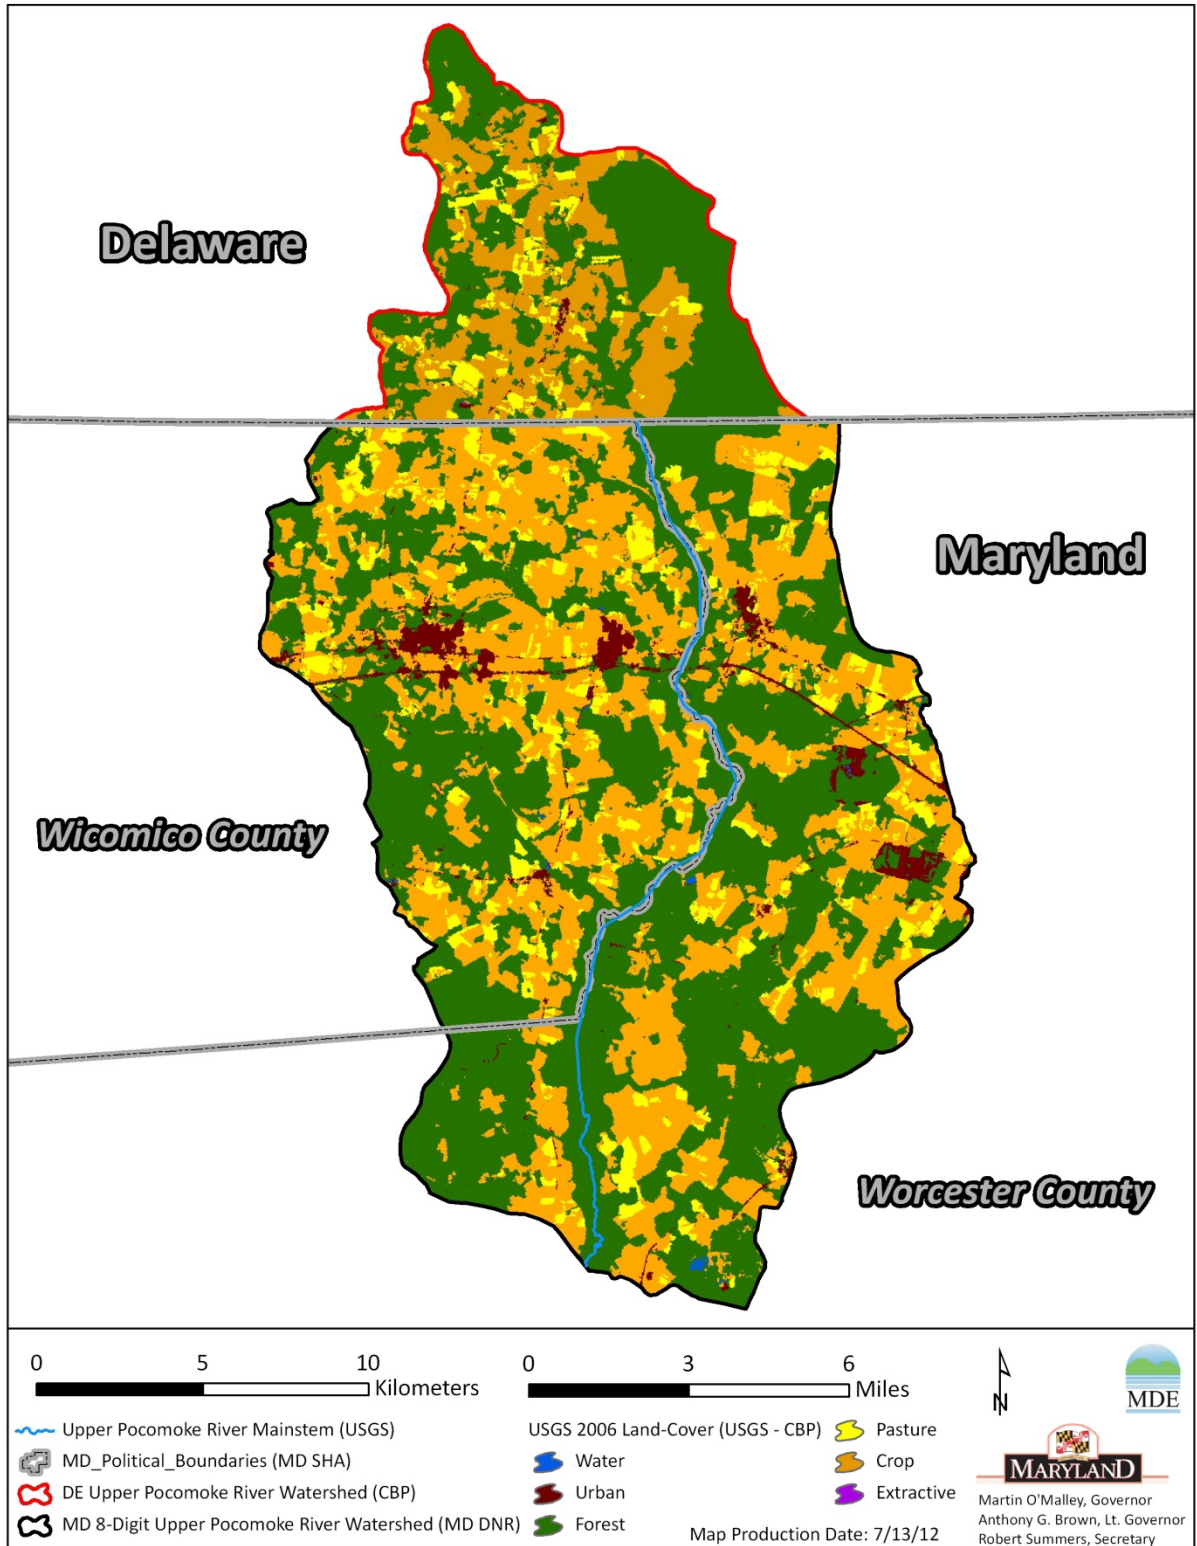 Delaware
Maryland
Wicomico County
Worcester County
0 5 10
Kilometers
0 3 6
Miles
N
MDE
Upper Pocomoke River Mainstem (USGS)
MD_Political_Boundaries (MD SHA)
DE Upper Pocomoke River Watershed (CBP)
MD 8-Digit Upper Pocomoke River Watershed (MD DNR)
USGS 2006 Land-Cover (USGS - CBP)
Water
Urban
Forest
Pasture
Crop
Extractive
Map Production Date: 7/13/12
MARYLAND
Martin O'Malley, Governor
Anthony G. Brown, Lt. Governor
Robert Summers, Secretary